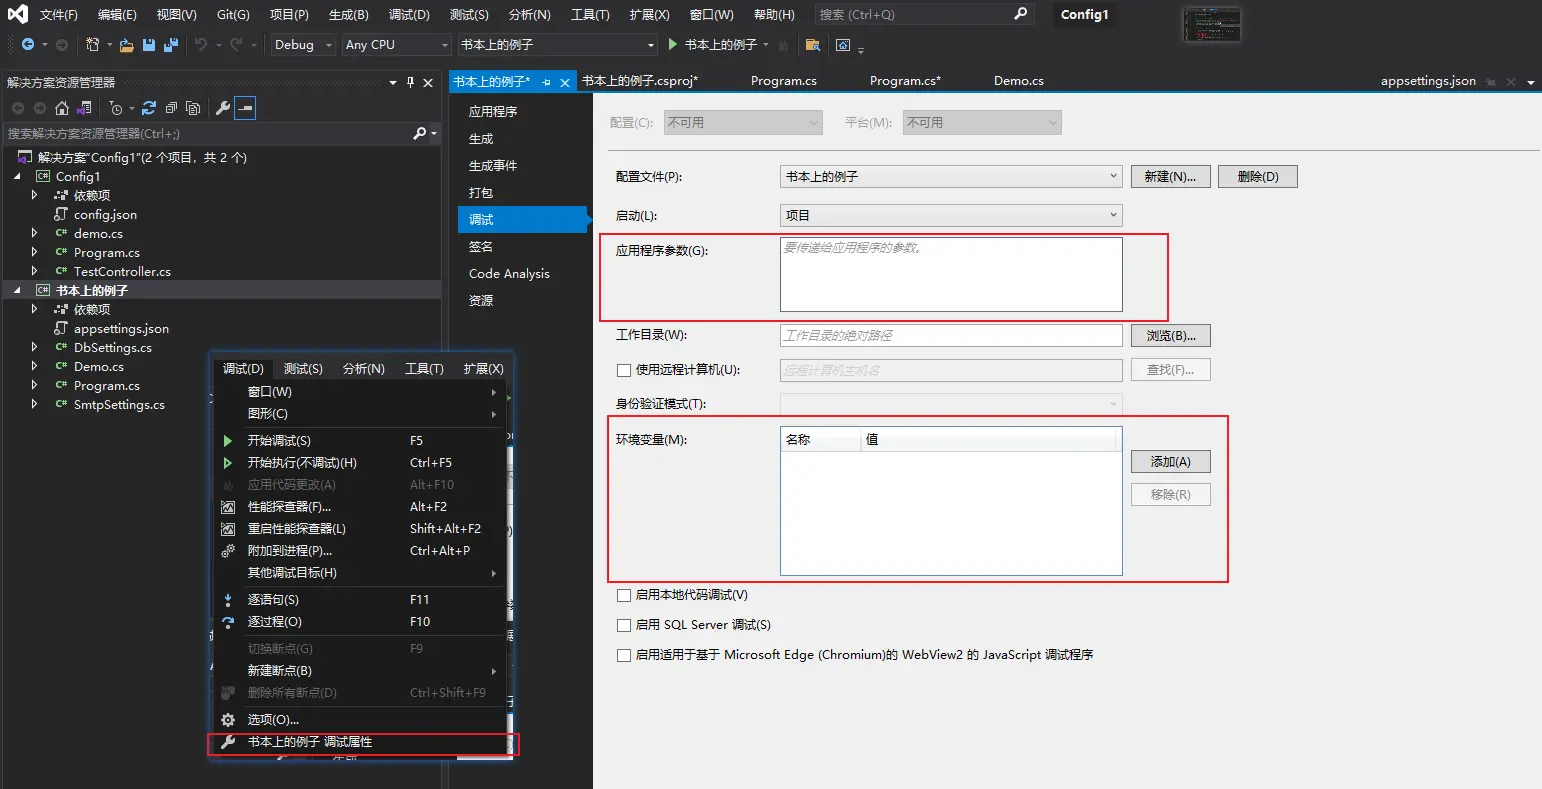 文件(F) 编辑(E) 视图(V) Git(G) 项目(P) 生成(B) 调试(D) 测试(S) 分析(N) 工具(T) 扩展(X) 窗口(W) 帮助(H) 搜索 (Ctrl+Q) Config1
Debug Any CPU 书本上的例子 书本上的例子
解决方案资源管理器
搜索解决方案资源管理器(Ctrl+;)
解决方案"Config1"(2 个项目，共 2 个)
Config1
依赖项
config.json
demo.cs
Program.cs
TestController.cs
书本上的例子
依赖项
appsettings.json
DbSettings.cs
Demo.cs
Program.cs
SmtpSettings.cs
书本上的例子* 书本上的例子.csproj* Program.cs Program.cs* Demo.cs appsettings.json
应用程序
生成
生成事件
打包
调试
签名
Code Analysis
资源
配置(C): 不可用 平台(M): 不可用
配置文件(P): 书本上的例子 新建(N)... 删除(D)
启动(L): 项目
应用程序参数(G): 要传递给应用程序的参数。
工作目录(W): 工作目录的绝对路径 浏览(B)...
使用远程计算机(U): 远程计算机主机名 查找(F)...
身份验证模式(T):
环境变量(M): 名称 值
添加(A)
移除(R)
启用本地代码调试(V)
启用 SQL Server 调试(S)
启用适用于基于 Microsoft Edge (Chromium)的 WebView2 的 JavaScript 调试程序
调试(D) 测试(S) 分析(N) 工具(T) 扩展(X)
窗口(W)
图形(C)
开始调试(S) F5
开始执行(不调试)(H) Ctrl+F5
应用代码更改(A) Alt+F10
性能探查器(F)... Alt+F2
重启性能探查器(L) Shift+Alt+F2
附加到进程(P)... Ctrl+Alt+P
其他调试目标(H)
逐语句(S) F11
逐过程(O) F10
切换断点(G) F9
新建断点(B)
删除所有断点(D) Ctrl+Shift+F9
选项(O)...
书本上的例子 调试属性